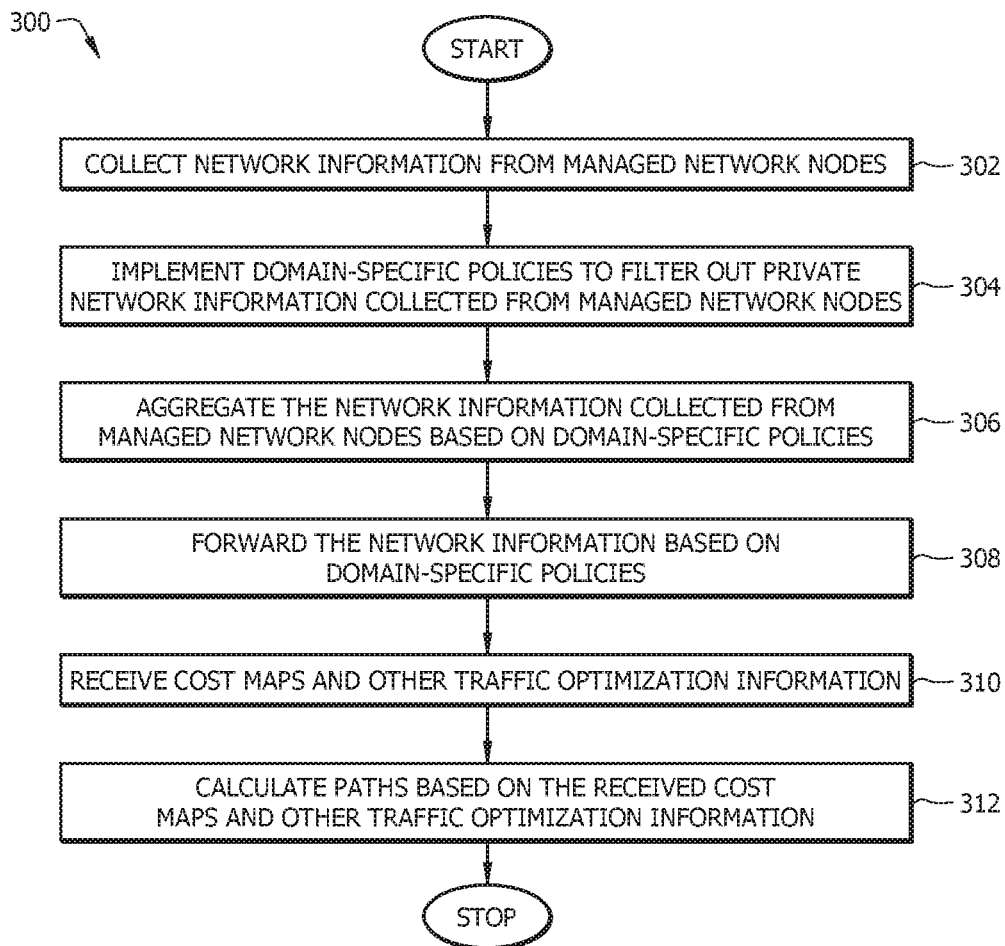 300
START
COLLECT NETWORK INFORMATION FROM MANAGED NETWORK NODES
302
IMPLEMENT DOMAIN-SPECIFIC POLICIES TO FILTER OUT PRIVATE
NETWORK INFORMATION COLLECTED FROM MANAGED NETWORK NODES
304
AGGREGATE THE NETWORK INFORMATION COLLECTED FROM
MANAGED NETWORK NODES BASED ON DOMAIN-SPECIFIC POLICIES
306
FORWARD THE NETWORK INFORMATION BASED ON
DOMAIN-SPECIFIC POLICIES
308
RECEIVE COST MAPS AND OTHER TRAFFIC OPTIMIZATION INFORMATION
310
CALCULATE PATHS BASED ON THE RECEIVED COST
MAPS AND OTHER TRAFFIC OPTIMIZATION INFORMATION
312
STOP